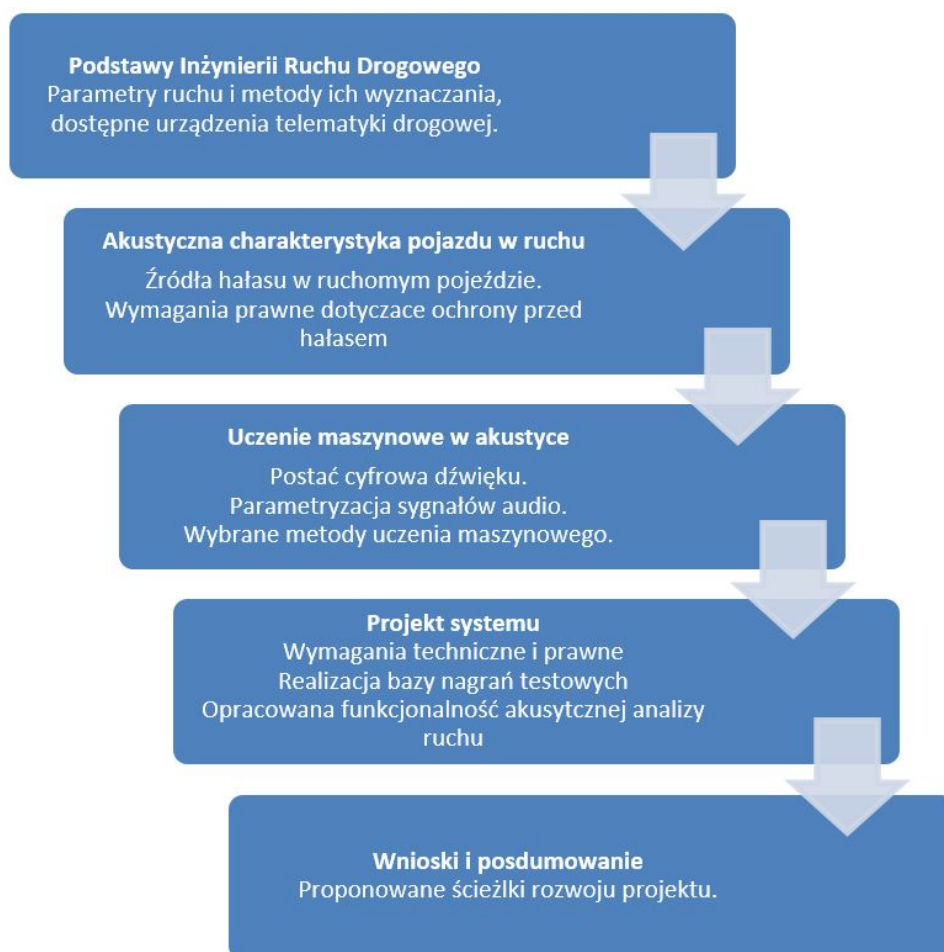 Podstawy Inżynierii Ruchu Drogowego
Parametry ruchu i metody ich wyznaczania,
dostępne urządzenia telematyki drogowej.
Akustyczna charakterystyka pojazdu w ruchu
Źródła hałasu w ruchomym pojeździe.
Wymagania prawne dotyczace ochrony przed
hałasem
Uczenie maszynowe w akustyce
Postać cyfrowa dźwięku.
Parametryzacja sygnałów audio.
Wybrane metody uczenia maszynowego.
Projekt systemu
Wymagania techniczne i prawne
Realizacja bazy nagrań testowych
Opracowana funkcjonalność akusytcznej analizy
ruchu
Wnioski i posdumowanie
Proponowane ścieżlki rozwoju projektu.